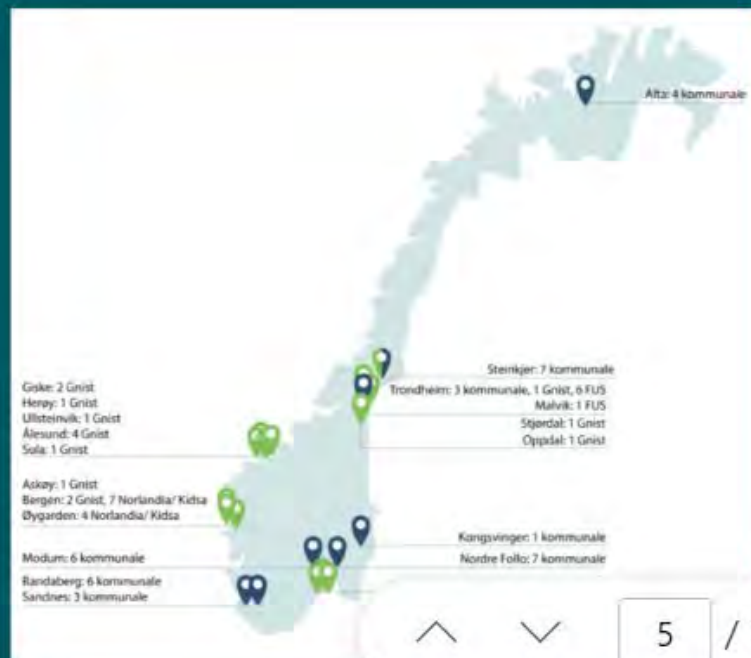 Alta: 4 kommunale
Steinkjer: 7 kommunale
Trondheim: 3 kommunale, 1 Gnist, 6 FUS
Malvik: 1 FUS
Stjørdal: 1 Gnist
Oppdal: 1 Gnist
Giske: 2 Gnist
Herøy: 1 Gnist
Ullsteinvik: 1 Gnist
Ålesund: 4 Gnist
Sula: 1 Gnist
Askøy: 1 Gnist
Bergen: 2 Gnist, 7 Norlandia/ Kidsa
Øygarden: 4 Norlandia/ Kidsa
Kongsvinger: 1 kommunale
Modum: 6 kommunale
Nordre Follo: 7 kommunale
Randaberg: 6 kommunale
Sandnes: 3 kommunale
5 /